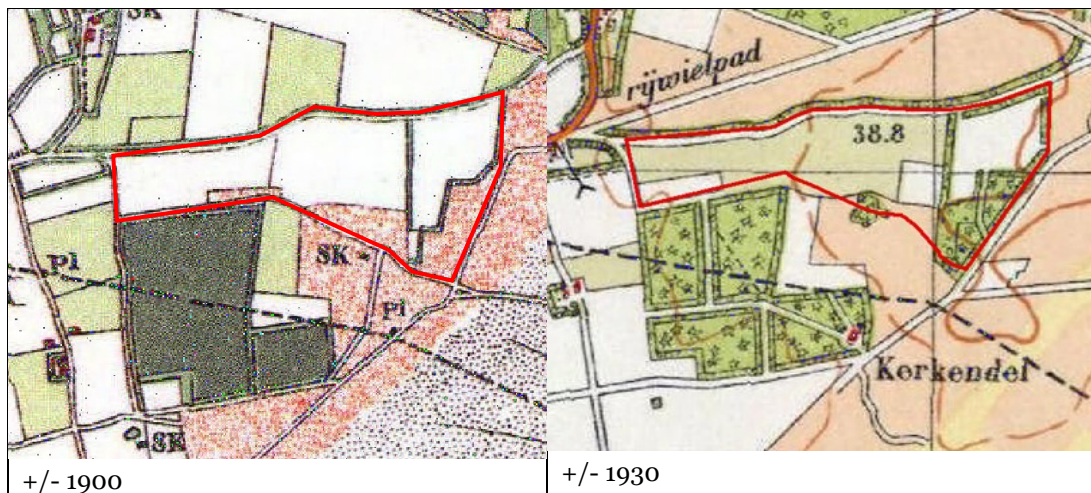 SK
Pl
SK
Pl
SK
+/- 1900
rijwielpad
38.8
Kerkendel
+/- 1930